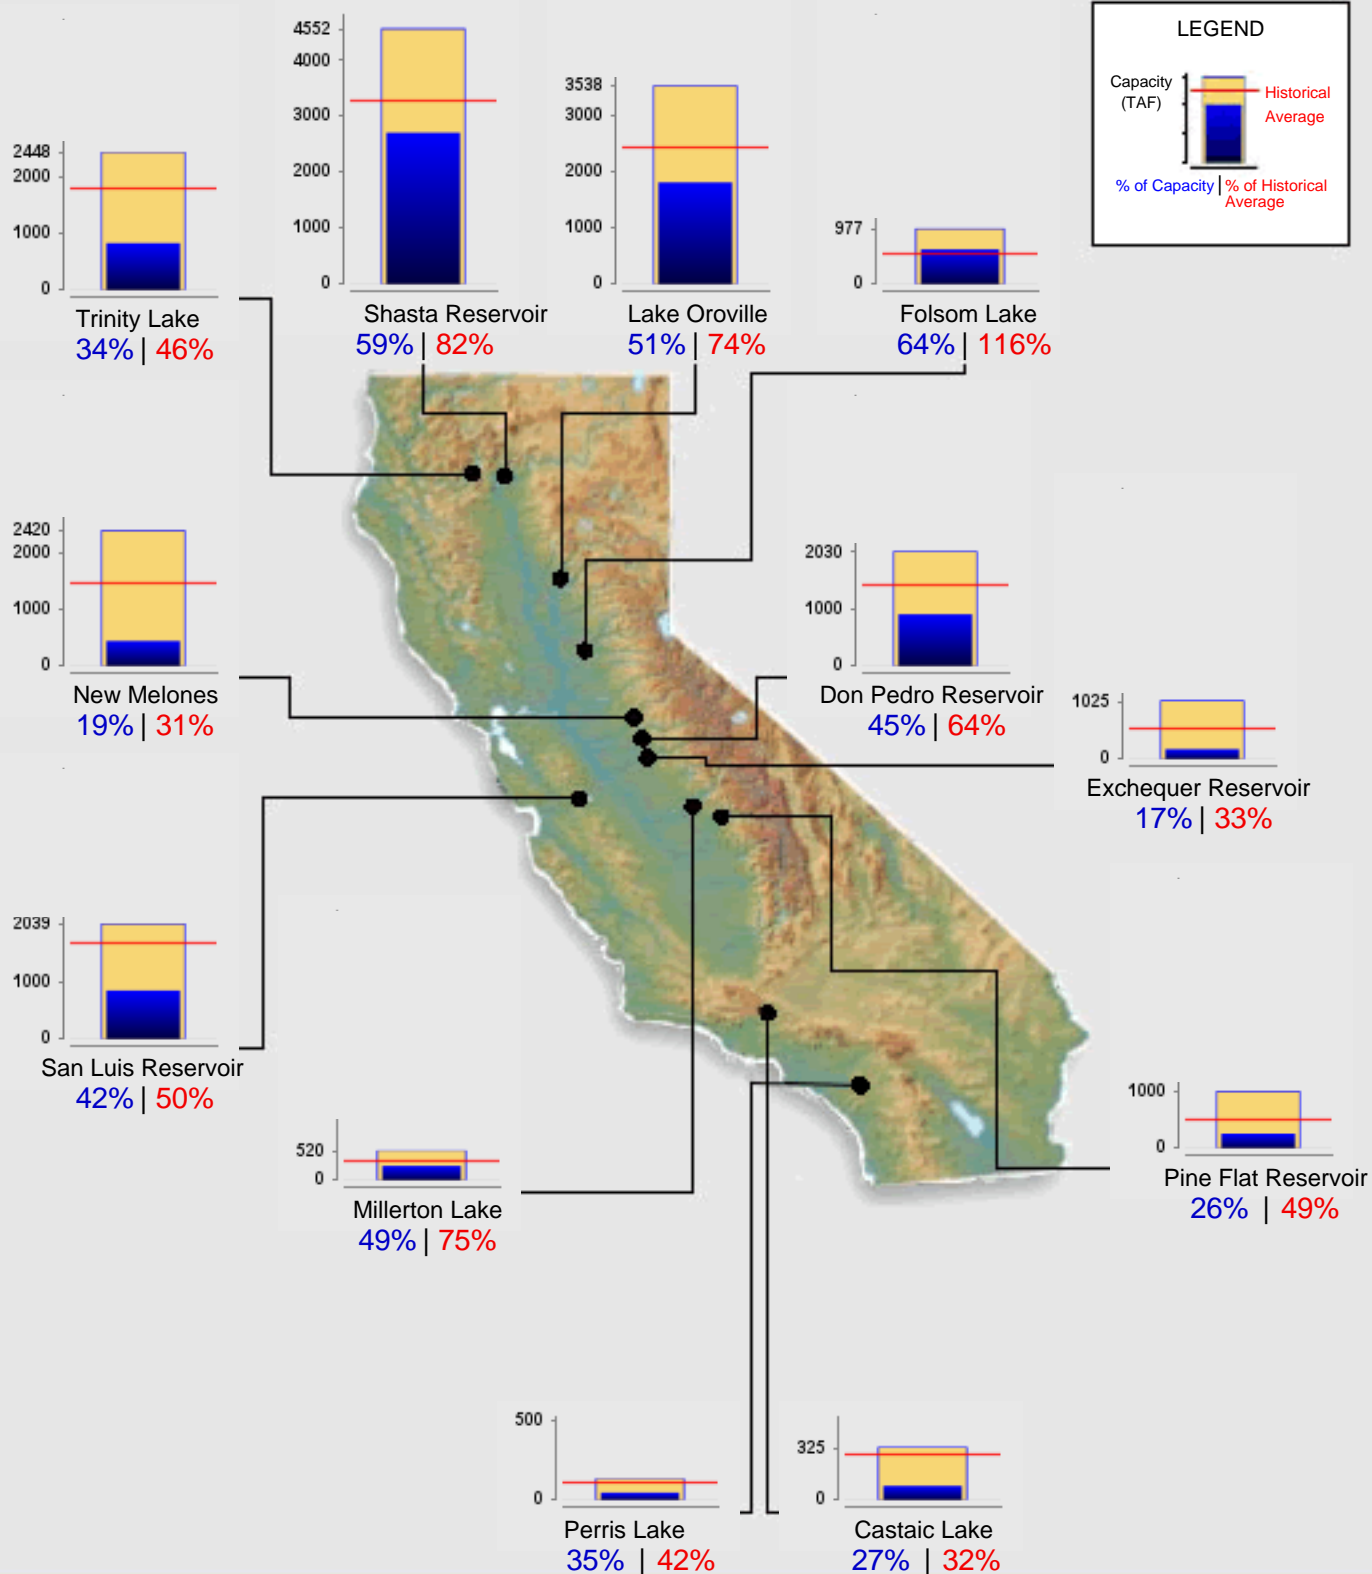 LEGEND
Capacity
(TAF)
Historical
Average
% of Capacity | % of Historical
Average
4552
4000
3000
2000
1000
0
Shasta Reservoir
59% | 82%
3538
3000
2000
1000
0
Lake Oroville
51% | 74%
2448
2000
1000
0
Trinity Lake
34% | 46%
977
0
Folsom Lake
64% | 116%
2420
2000
1000
0
New Melones
19% | 31%
2030
1000
0
Don Pedro Reservoir
45% | 64%
1025
0
Exchequer Reservoir
17% | 33%
2039
1000
0
San Luis Reservoir
42% | 50%
520
0
Millerton Lake
49% | 75%
1000
0
Pine Flat Reservoir
26% | 49%
500
0
Perris Lake
35% | 42%
325
0
Castaic Lake
27% | 32%